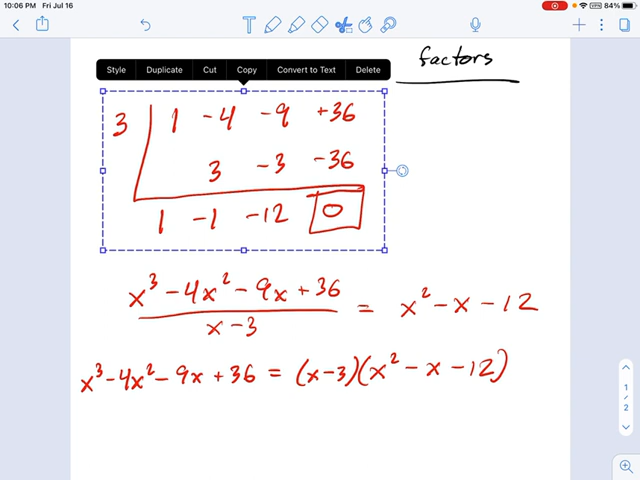 10:06 PM Fri Jul 16
84%
factors
Style Duplicate Cut Copy Convert to Text Delete
3 1 -4 -9 +36
3 -3 -36
1 -1 -12 0
x³ - 4x² - 9x + 36 / x - 3 = x² - x - 12
x³ - 4x² - 9x + 36 = (x - 3)(x² - x - 12)
1
2